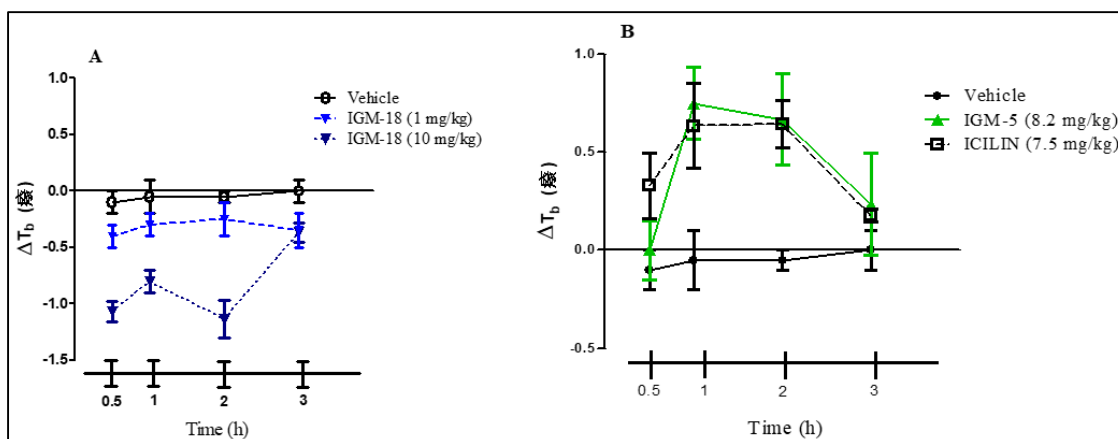 A
Vehicle
IGM-18 (1 mg/kg)
IGM-18 (10 mg/kg)
1.0
0.5
0.0
-0.5
-1.0
-1.5
ΔTb (癈)
0.5 1 2 3
Time (h)
B
Vehicle
IGM-5 (8.2 mg/kg)
ICILIN (7.5 mg/kg)
1.0
0.5
0.0
-0.5
ΔTb (癈)
0.5 1 2 3
Time (h)